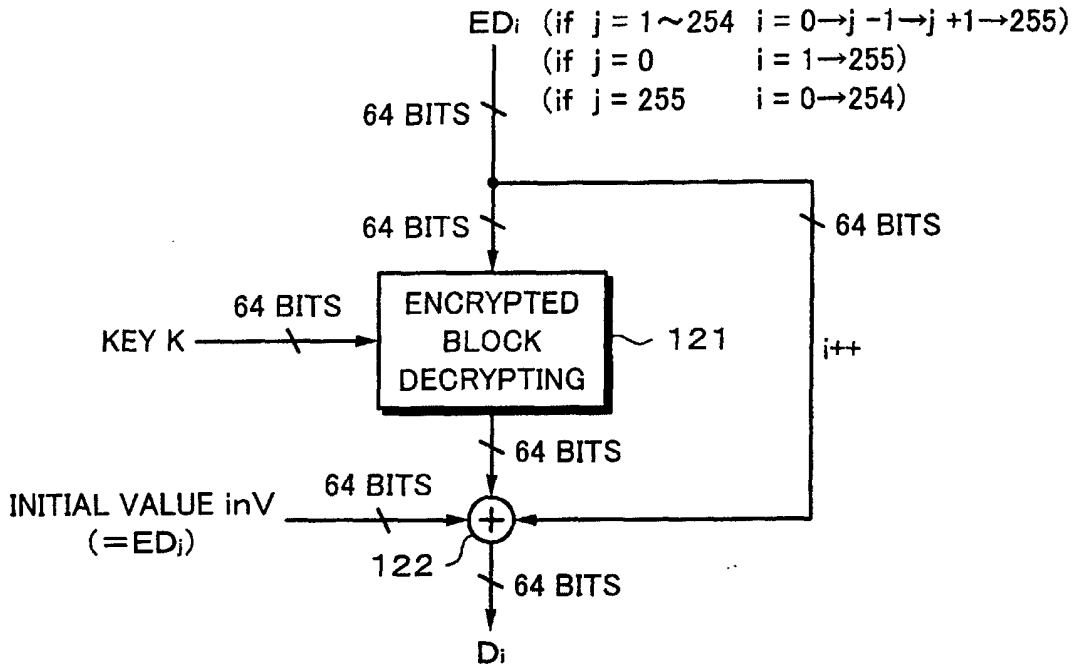 EDi (if j = 1~254 i = 0→j -1→j +1→255)
(if j = 0 i = 1→255)
(if j = 255 i = 0→254)
64 BITS
64 BITS
64 BITS
64 BITS
KEY K
ENCRYPTED
BLOCK
DECRYPTING
121
i++
64 BITS
64 BITS
INITIAL VALUE inV
(=EDj)
+
122
64 BITS
Di